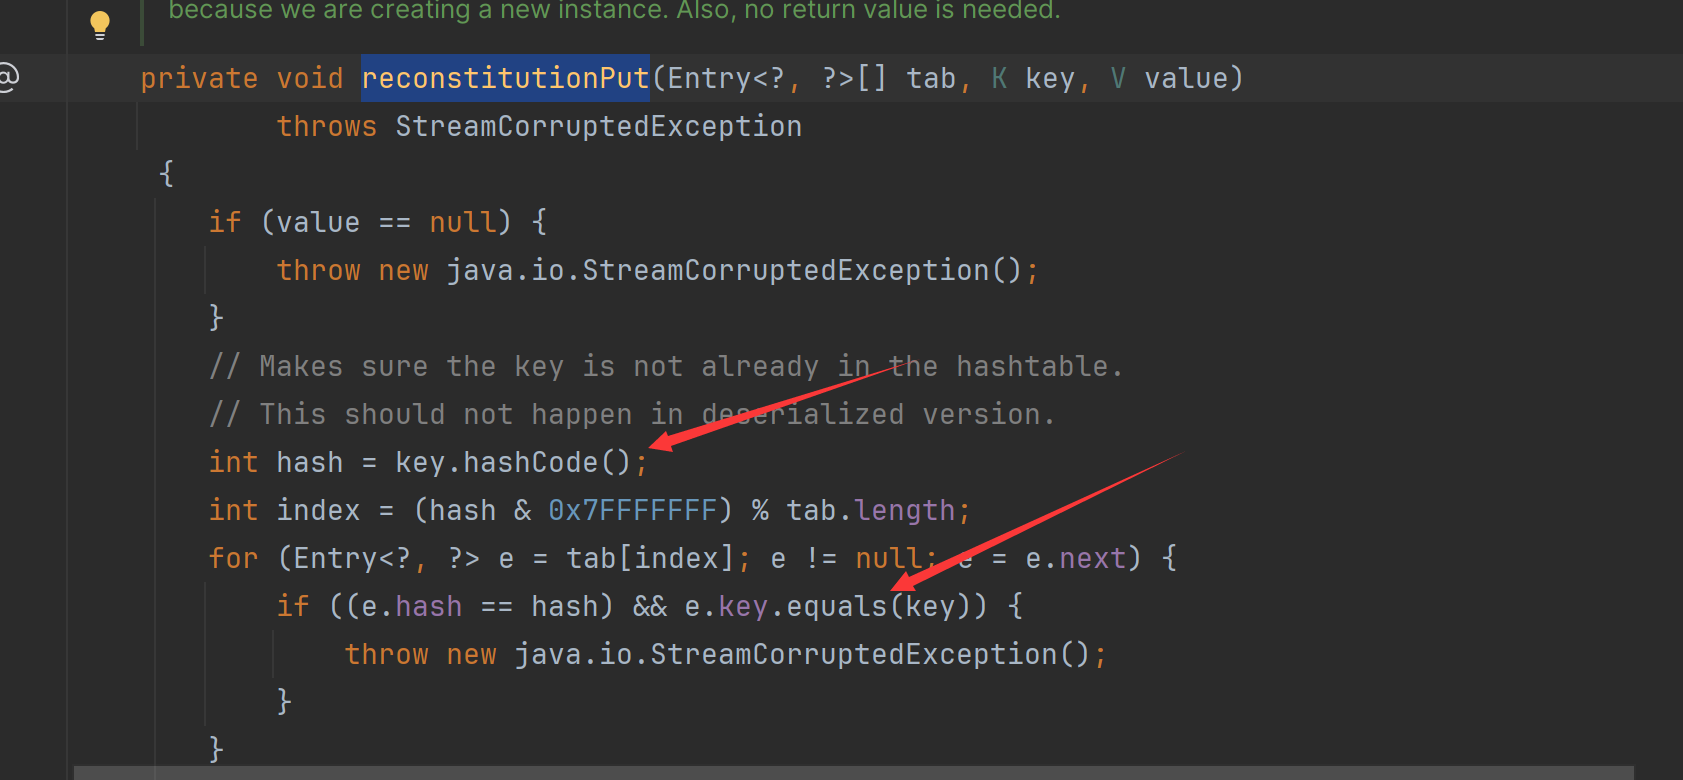 because we are creating a new instance. Also, no return value is needed.
@
private void reconstitutionPut(Entry<?, ?>[] tab, K key, V value)
throws StreamCorruptedException
{
if (value == null) {
throw new java.io.StreamCorruptedException();
}
// Makes sure the key is not already in the hashtable.
// This should not happen in deserialized version.
int hash = key.hashCode();
int index = (hash & 0x7FFFFFFF) % tab.length;
for (Entry<?, ?> e = tab[index]; e != null; e = e.next) {
if ((e.hash == hash) && e.key.equals(key)) {
throw new java.io.StreamCorruptedException();
}
}